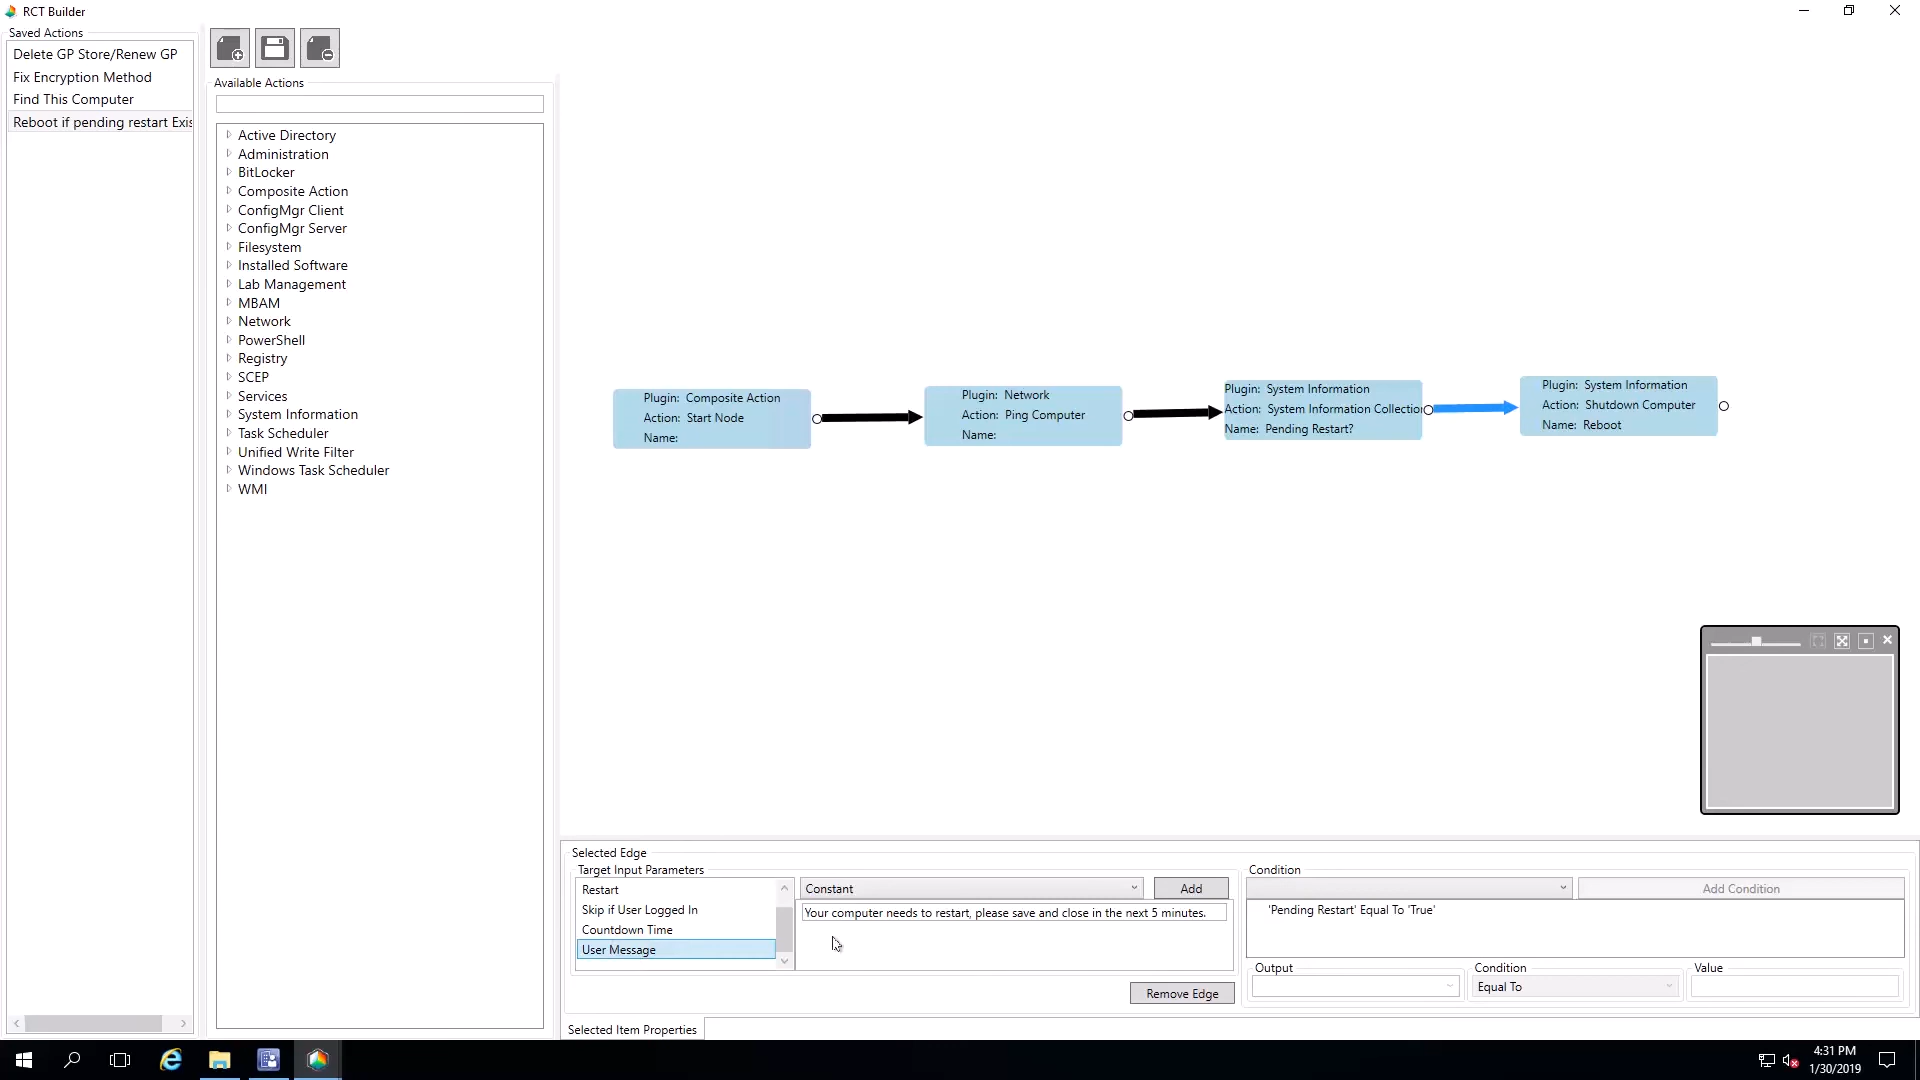 RCT Builder
Saved Actions
Delete GP Store/Renew GP
Fix Encryption Method
Find This Computer
Reboot if pending restart Exis
Available Actions
Active Directory
Administration
BitLocker
Composite Action
ConfigMgr Client
ConfigMgr Server
Filesystem
Installed Software
Lab Management
MBAM
Network
PowerShell
Registry
SCEP
Services
System Information
Task Scheduler
Unified Write Filter
Windows Task Scheduler
WMI
Plugin: Composite Action
Action: Start Node
Name:
Plugin: Network
Action: Ping Computer
Name:
Plugin: System Information
Action: System Information Collection
Name: Pending Restart?
Plugin: System Information
Action: Shutdown Computer
Name: Reboot
Selected Edge
Target Input Parameters
Restart
Skip if User Logged In
Countdown Time
User Message
Constant
Add
Your computer needs to restart, please save and close in the next 5 minutes.
Remove Edge
Condition
Add Condition
'Pending Restart' Equal To 'True'
Output
Condition
Equal To
Value
Selected Item Properties
4:31 PM
1/30/2019